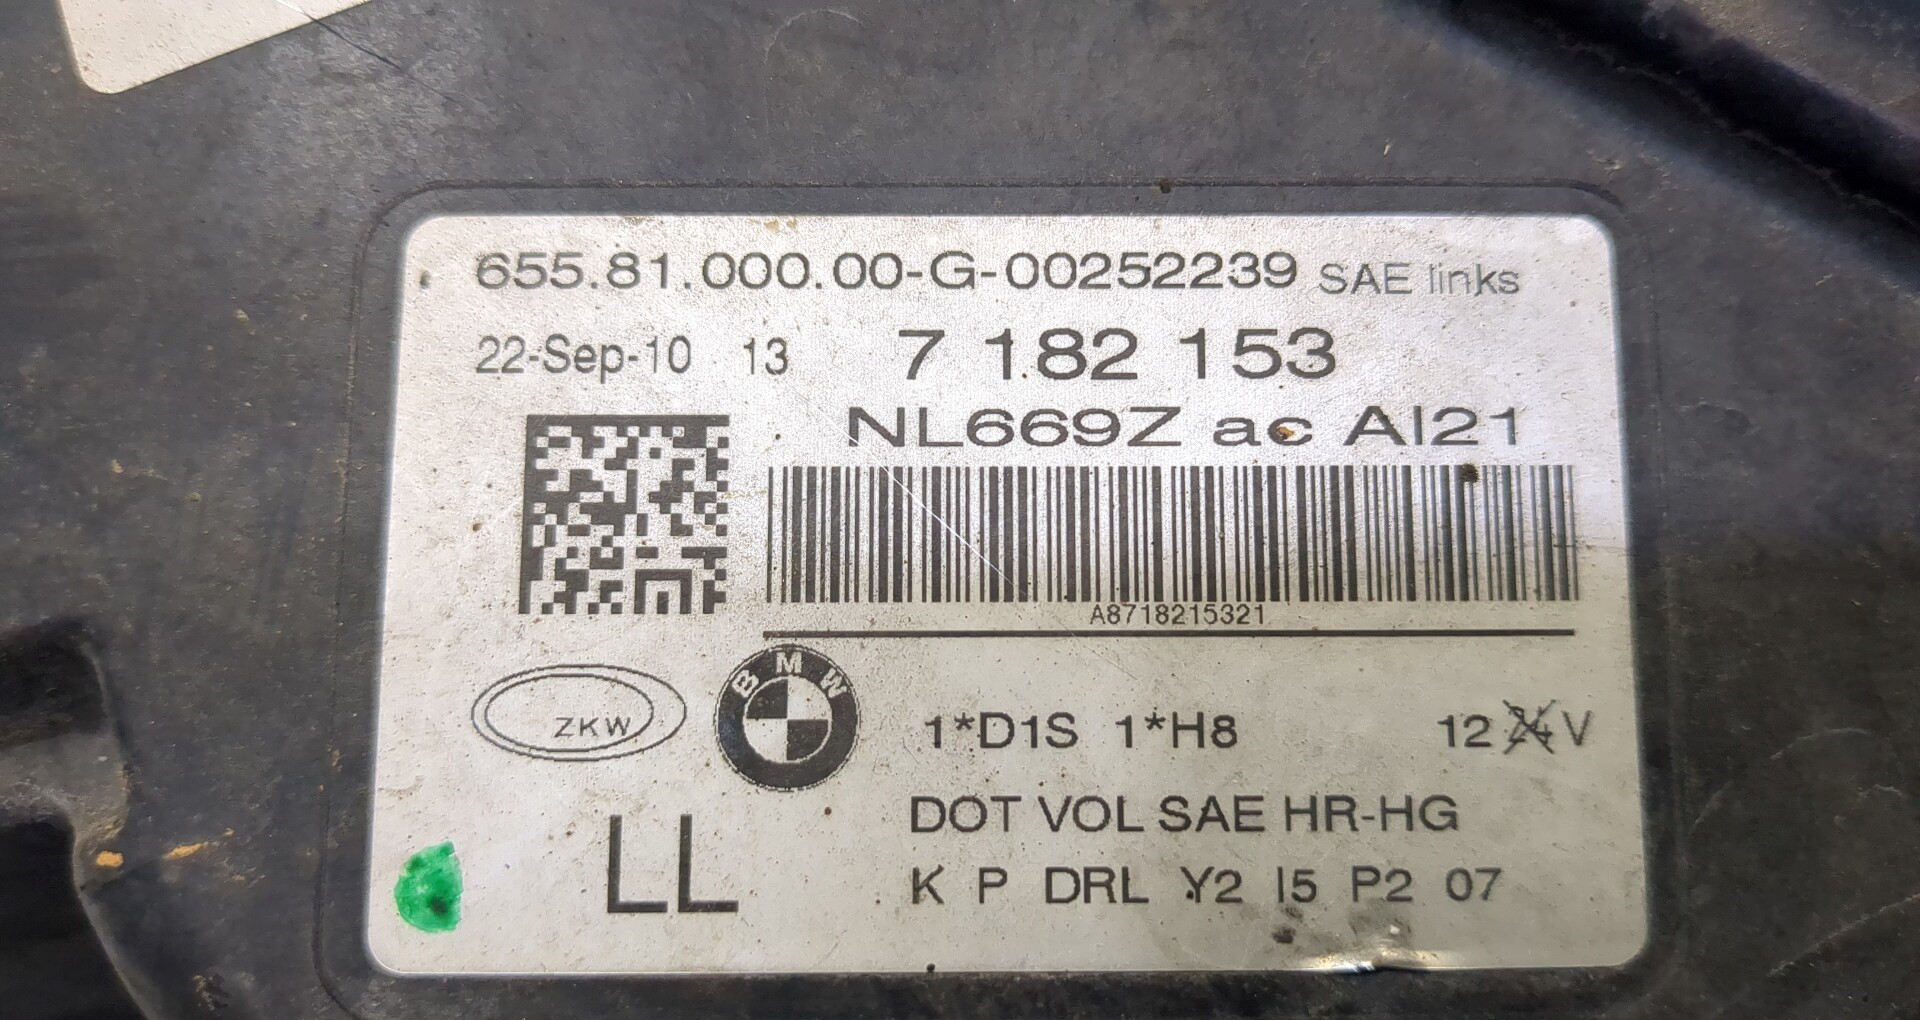 655.81.000.00-G-00252239 SAE links
22-Sep-10 13 7 182 153
NL669Z ac AI21
A8718215321
ZKW
BMW
1*D1S 1*H8 12 24 V
DOT VOL SAE HR-HG
LL
K P DRL Y2 I5 P2 07